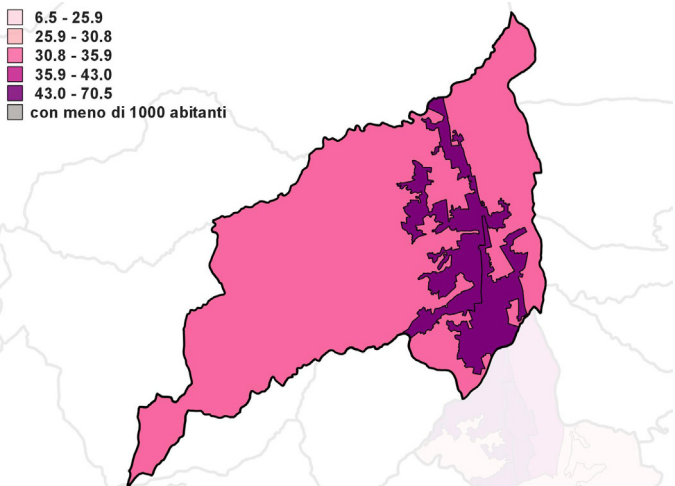 6.5 - 25.9
25.9 - 30.8
30.8 - 35.9
35.9 - 43.0
43.0 - 70.5
con meno di 1000 abitanti